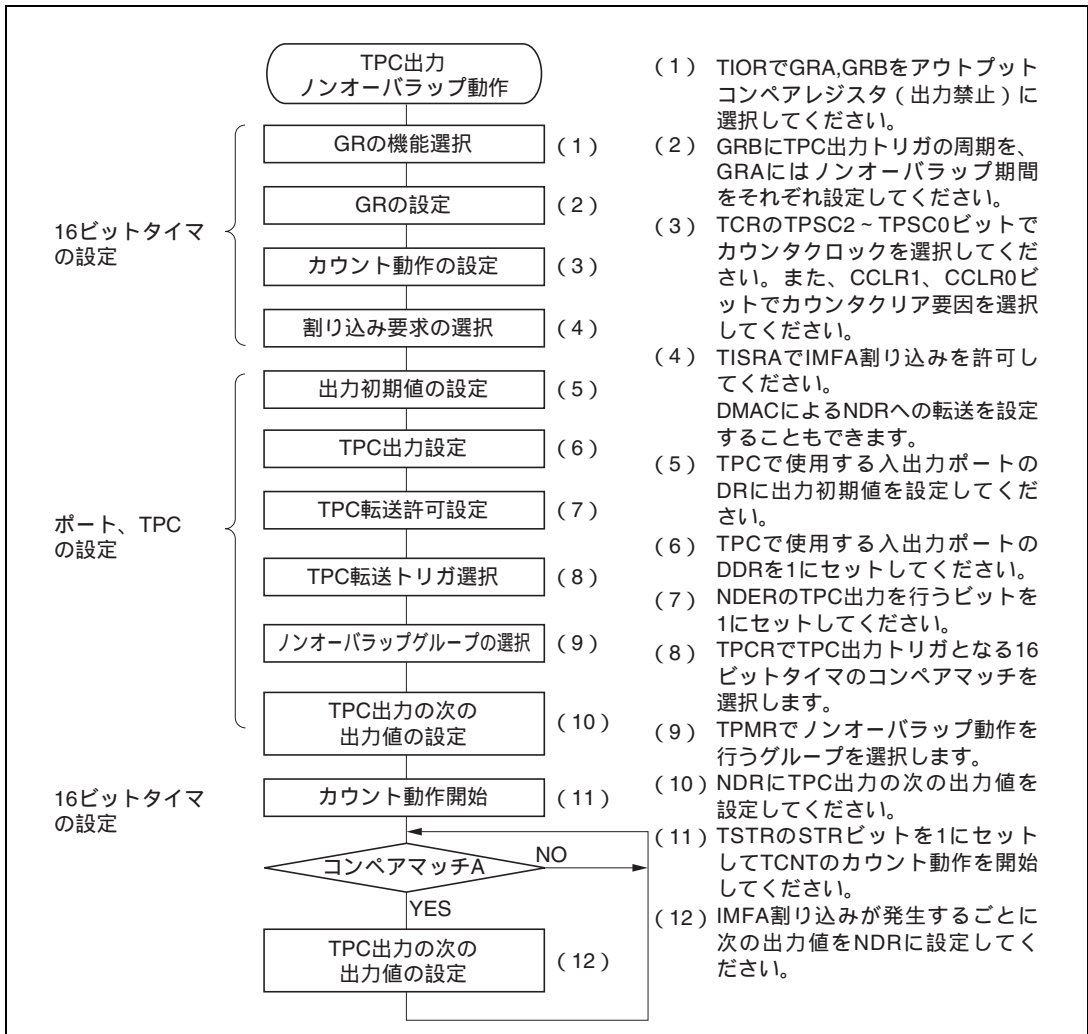 TPC出力
ノンオーバラップ動作
16ビットタイマ
の設定
GRの機能選択
(1)
GRの設定
(2)
カウント動作の設定
(3)
割り込み要求の選択
(4)
ポート、TPC
の設定
出力初期値の設定
(5)
TPC出力設定
(6)
TPC転送許可設定
(7)
TPC転送トリガ選択
(8)
ノンオーバラップグループの選択
(9)
TPC出力の次の
出力値の設定
(10)
16ビットタイマ
の設定
カウント動作開始
(11)
コンペアマッチA
NO
YES
TPC出力の次の
出力値の設定
(12)
(1) TIORでGRA,GRBをアウトプット
コンペアレジスタ(出力禁止)に
選択してください。
(2) GRBにTPC出力トリガの周期を、
GRAにはノンオーバラップ期間
をそれぞれ設定してください。
(3) TCRのTPSC2~TPSC0ビットで
カウンタクロックを選択してくだ
さい。また、CCLR1、CCLR0ビ
ットでカウンタクリア要因を選択
してください。
(4) TISRAでIMFA割り込みを許可し
てください。
DMACによるNDRへの転送を設定
することもできます。
(5) TPCで使用する入出力ポートの
DRに出力初期値を設定してくだ
さい。
(6) TPCで使用する入出力ポートの
DDRを1にセットしてください。
(7) NDERのTPC出力を行うビットを
1にセットしてください。
(8) TPCRでTPC出力トリガとなる16
ビットタイマのコンペアマッチを
選択します。
(9) TPMRでノンオーバラップ動作を
行うグループを選択します。
(10) NDRにTPC出力の次の出力値を
設定してください。
(11) TSTRのSTRビットを1にセット
してTCNTのカウント動作を開始
してください。
(12) IMFA割り込みが発生するごとに
次の出力値をNDRに設定してく
ださい。